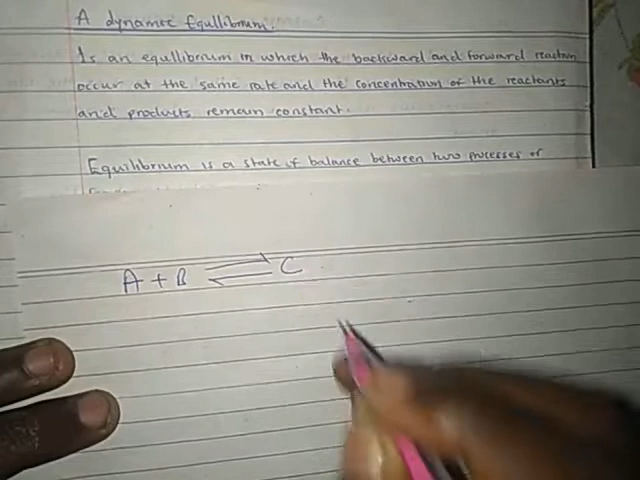 A dynamic Equilibrium.
Is an equilibrium in which the backward and forward reaction
occur at the same rate and the concentration of the reactants
and products remain constant.
Equilibrium is a state of balance between two processes or
A + B ⇌ C